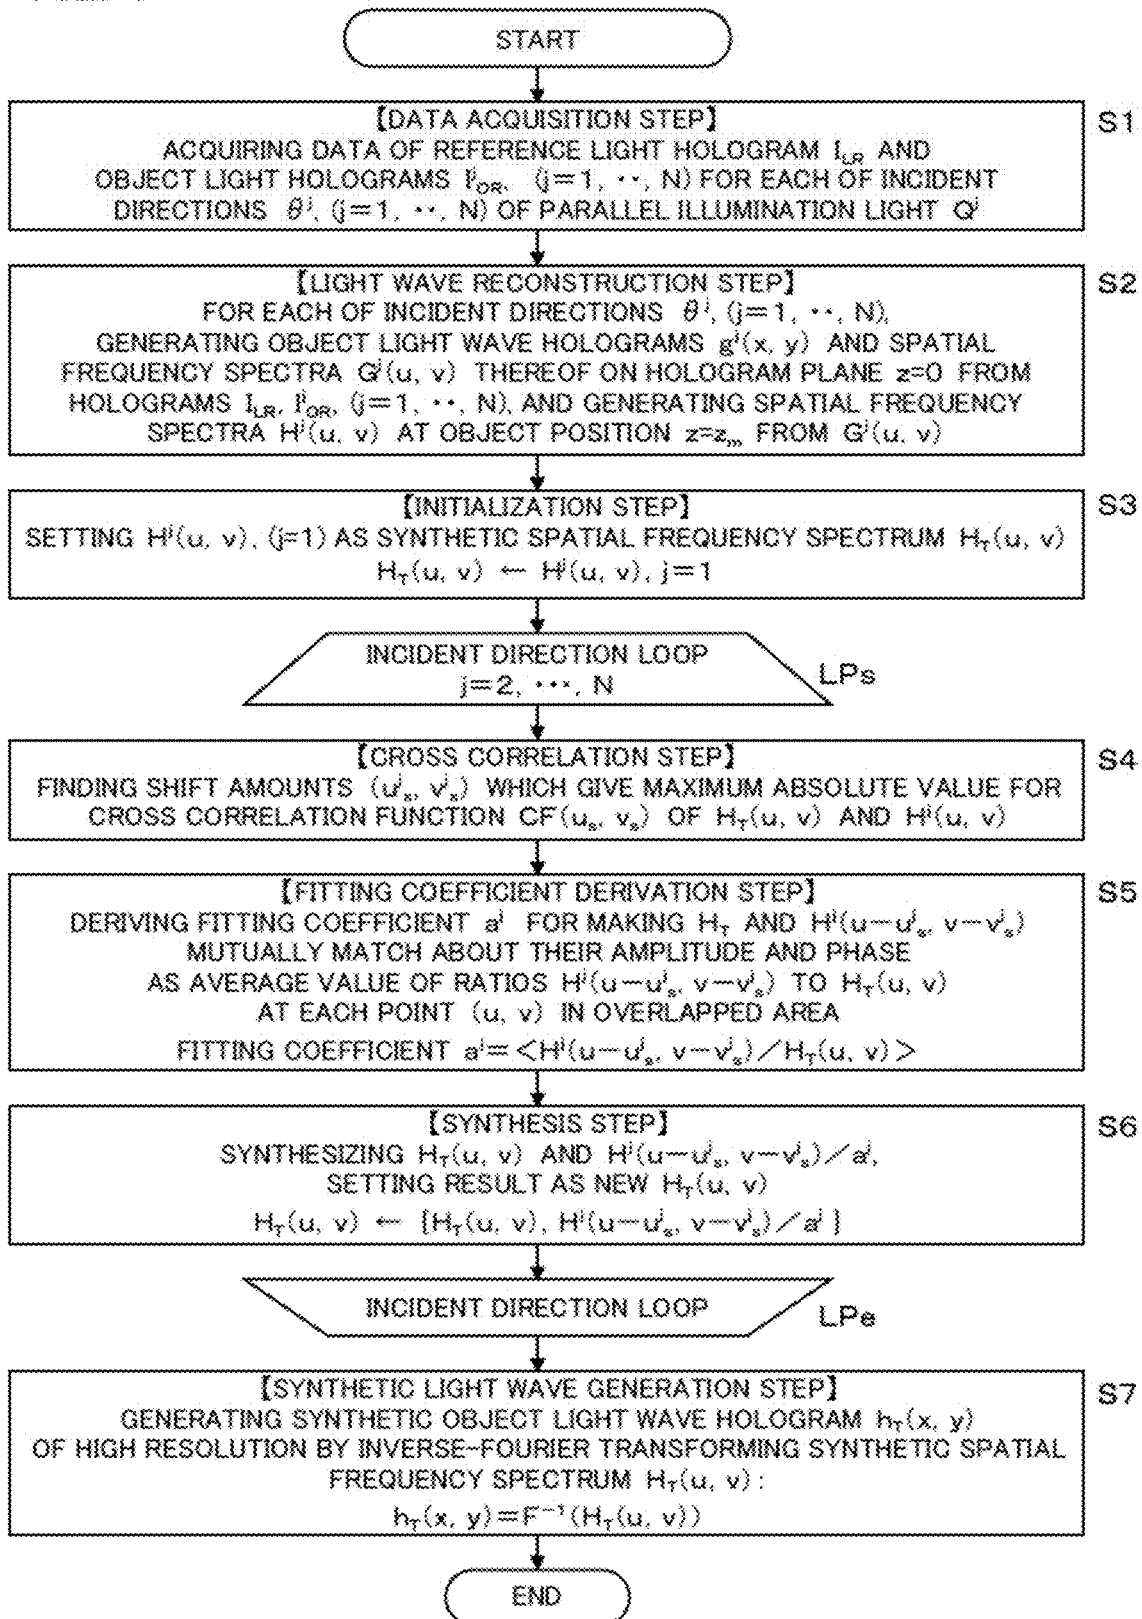 START
【DATA ACQUISITION STEP】
S1
ACQUIRING DATA OF REFERENCE LIGHT HOLOGRAM I_LR AND
OBJECT LIGHT HOLOGRAMS I^j_OR, (j=1, ··, N) FOR EACH OF INCIDENT
DIRECTIONS θ^j, (j=1, ··, N) OF PARALLEL ILLUMINATION LIGHT Q^j
【LIGHT WAVE RECONSTRUCTION STEP】
S2
FOR EACH OF INCIDENT DIRECTIONS θ^j, (j=1, ··, N),
GENERATING OBJECT LIGHT WAVE HOLOGRAMS g^j(x, y) AND SPATIAL
FREQUENCY SPECTRA G^j(u, v) THEREOF ON HOLOGRAM PLANE z=0 FROM
HOLOGRAMS I_LR, I^j_OR, (j=1, ··, N), AND GENERATING SPATIAL FREQUENCY
SPECTRA H^j(u, v) AT OBJECT POSITION z=z_m FROM G^j(u, v)
【INITIALIZATION STEP】
S3
SETTING H^j(u, v), (j=1) AS SYNTHETIC SPATIAL FREQUENCY SPECTRUM H_T(u, v)
H_T(u, v) ← H^j(u, v), j=1
INCIDENT DIRECTION LOOP
j=2, ···, N
LPs
【CROSS CORRELATION STEP】
S4
FINDING SHIFT AMOUNTS (u^j_s, v^j_s) WHICH GIVE MAXIMUM ABSOLUTE VALUE FOR
CROSS CORRELATION FUNCTION CF(u_s, v_s) OF H_T(u, v) AND H^j(u, v)
【FITTING COEFFICIENT DERIVATION STEP】
S5
DERIVING FITTING COEFFICIENT a^j FOR MAKING H_T AND H^j(u−u^j_s, v−v^j_s)
MUTUALLY MATCH ABOUT THEIR AMPLITUDE AND PHASE
AS AVERAGE VALUE OF RATIOS H^j(u−u^j_s, v−v^j_s) TO H_T(u, v)
AT EACH POINT (u, v) IN OVERLAPPED AREA
FITTING COEFFICIENT a^j=<H^j(u−u^j_s, v−v^j_s)/H_T(u, v)>
【SYNTHESIS STEP】
S6
SYNTHESIZING H_T(u, v) AND H^j(u−u^j_s, v−v^j_s)/a^j,
SETTING RESULT AS NEW H_T(u, v)
H_T(u, v) ← {H_T(u, v), H^j(u−u^j_s, v−v^j_s)/a^j}
INCIDENT DIRECTION LOOP
LPe
【SYNTHETIC LIGHT WAVE GENERATION STEP】
S7
GENERATING SYNTHETIC OBJECT LIGHT WAVE HOLOGRAM h_T(x, y)
OF HIGH RESOLUTION BY INVERSE-FOURIER TRANSFORMING SYNTHETIC SPATIAL
FREQUENCY SPECTRUM H_T(u, v):
h_T(x, y)=F^−1(H_T(u, v))
END